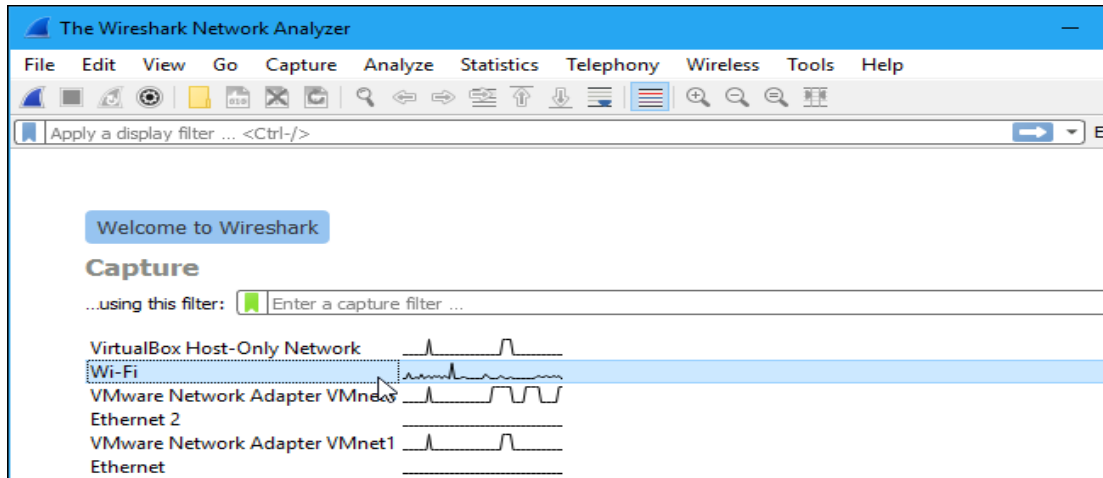 The Wireshark Network Analyzer
File Edit View Go Capture Analyze Statistics Telephony Wireless Tools Help
Apply a display filter ... <Ctrl-/>
Welcome to Wireshark
Capture
...using this filter: Enter a capture filter ...
VirtualBox Host-Only Network
Wi-Fi
VMware Network Adapter
Ethernet 2
VMware Network Adapter VMnet1
Ethernet